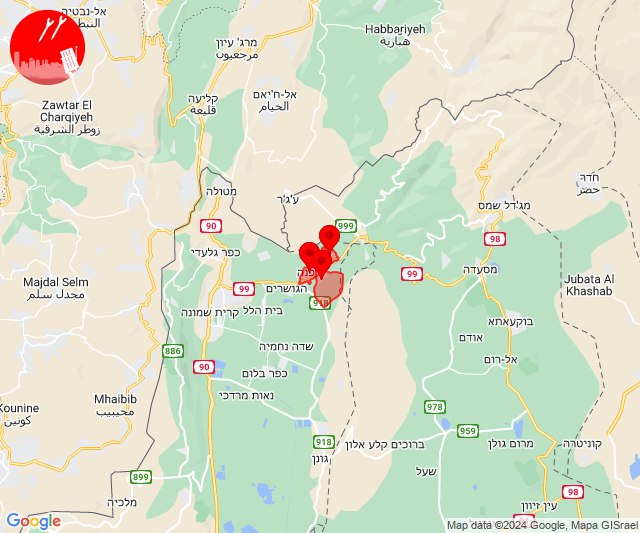 אל-נבטיה
النبطية
Habbariyeh
هبارية
מרג' עיון
مرجعيون
אל-ח'יאם
الخيام
קליעה
قليعة
Zawtar El
Charqiyeh
زوطر الشرقية
מטולה
ע'ג'ר
חדר
حضر
מג'דל שמס
999
90
98
כפר גלעדי
מסעדה
99
99
Majdal Selm
مجدل سلم
הגושרים
Jubata Al
Khashab
918
בית הלל
קרית שמונה
בוקעאתא
אודם
שדה נחמיה
886
אל-רום
90
כפר בלום
Mhaibib
محيبيب
נאות מרדכי
978
Kounine
كونين
959
קוניטרה
918
ברוכים קלע אלון
מרום גולן
גונן
שעל
899
98
מלכיה
עין זיוון
Google
Map data ©2024 Google, Mapa GISrael